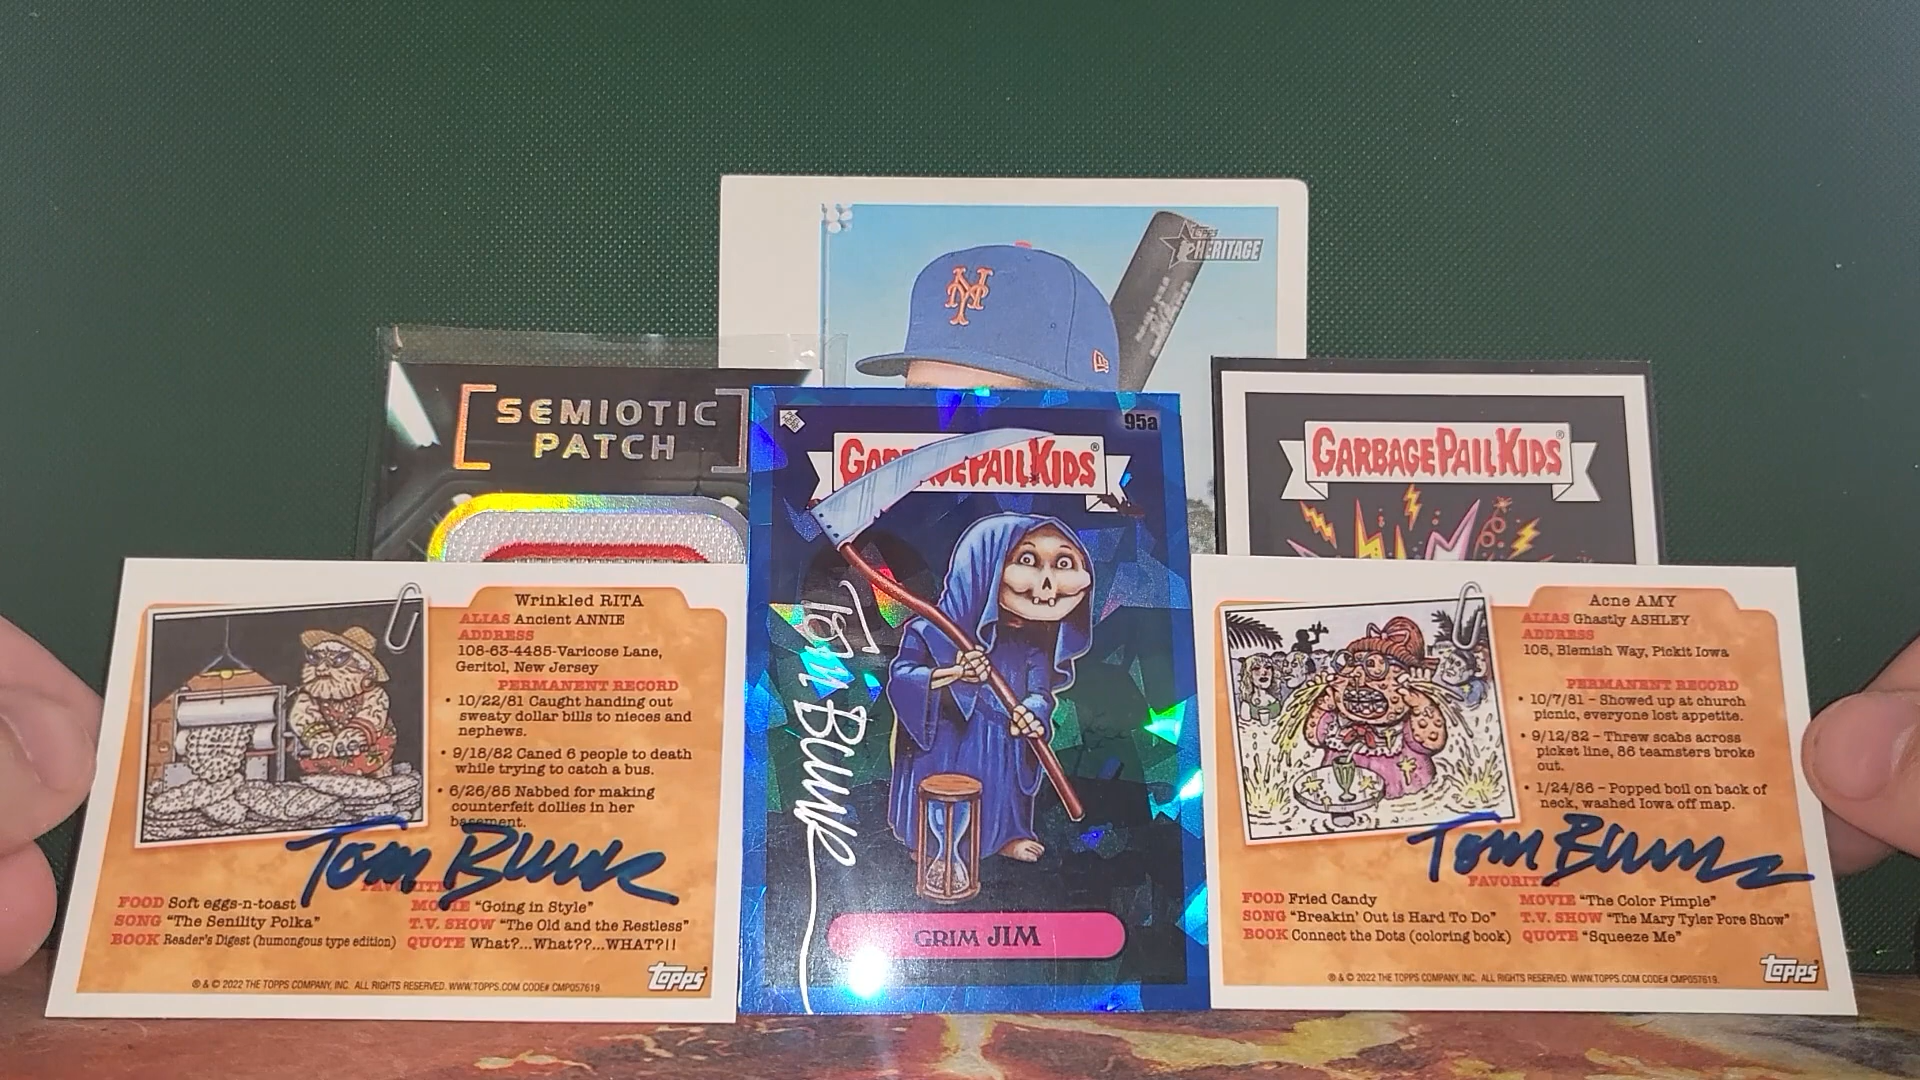 Topps
HERITAGE
SEMIOTIC
PATCH
95a
GARBAGE PAIL KIDS®
GARBAGE PAIL KIDS®
Tom Bunk
GRIM JIM
Wrinkled RITA
ALIAS Ancient ANNIE
ADDRESS
108-63-4485-Varicose Lane,
Geritol, New Jersey
PERMANENT RECORD
• 10/22/81 Caught handing out
sweaty dollar bills to nieces and
nephews.
• 9/18/82 Caned 6 people to death
while trying to catch a bus.
• 6/26/85 Nabbed for making
counterfeit dollies in her
basement.
Tom Bunk
FAVORITE
FOOD Soft eggs-n-toast
SONG "The Senility Polka"
BOOK Reader's Digest (humongous type edition)
MOVIE "Going in Style"
T.V. SHOW "The Old and the Restless"
QUOTE What?...What??...WHAT?!!
® & © 2022 THE TOPPS COMPANY, INC. ALL RIGHTS RESERVED. WWW.TOPPS.COM CODE# CMP057619.
topps
Acne AMY
ALIAS Ghastly ASHLEY
ADDRESS
105, Blemish Way, Pickit Iowa
PERMANENT RECORD
• 10/7/81 - Showed up at church
picnic, everyone lost appetite.
• 9/12/82 - Threw scabs across
picket line, 86 teamsters broke
out.
• 1/24/86 - Popped boil on back of
neck, washed Iowa off map.
Tom Bunk
FAVORITE
FOOD Fried Candy
SONG "Breakin' Out is Hard To Do"
BOOK Connect the Dots (coloring book)
MOVIE "The Color Pimple"
T.V. SHOW "The Mary Tyler Pore Show"
QUOTE "Squeeze Me"
® & © 2022 THE TOPPS COMPANY, INC. ALL RIGHTS RESERVED. WWW.TOPPS.COM CODE# CMP057619.
topps